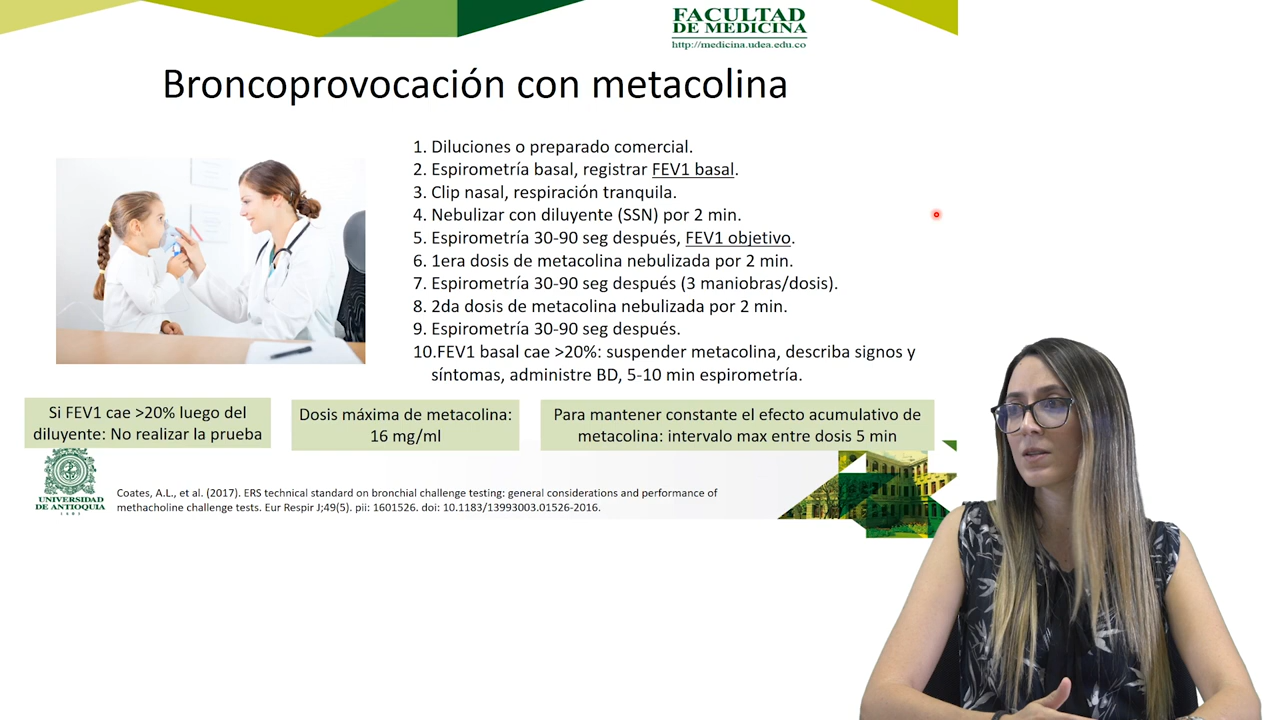 FACULTAD
DE MEDICINA
http://medicina.udea.edu.co
Broncoprovocación con metacolina
1. Diluciones o preparado comercial.
2. Espirometría basal, registrar FEV1 basal.
3. Clip nasal, respiración tranquila.
4. Nebulizar con diluyente (SSN) por 2 min.
5. Espirometría 30-90 seg después, FEV1 objetivo.
6. 1era dosis de metacolina nebulizada por 2 min.
7. Espirometría 30-90 seg después (3 maniobras/dosis).
8. 2da dosis de metacolina nebulizada por 2 min.
9. Espirometría 30-90 seg después.
10.FEV1 basal cae >20%: suspender metacolina, describa signos y
síntomas, administre BD, 5-10 min espirometría.
Si FEV1 cae >20% luego del
diluyente: No realizar la prueba
Dosis máxima de metacolina:
16 mg/ml
Para mantener constante el efecto acumulativo de
metacolina: intervalo max entre dosis 5 min
UNIVERSIDAD
DE ANTIOQUIA
1803
Coates, A.L., et al. (2017). ERS technical standard on bronchial challenge testing: general considerations and performance of
methacholine challenge tests. Eur Respir J;49(5). pii: 1601526. doi: 10.1183/13993003.01526-2016.